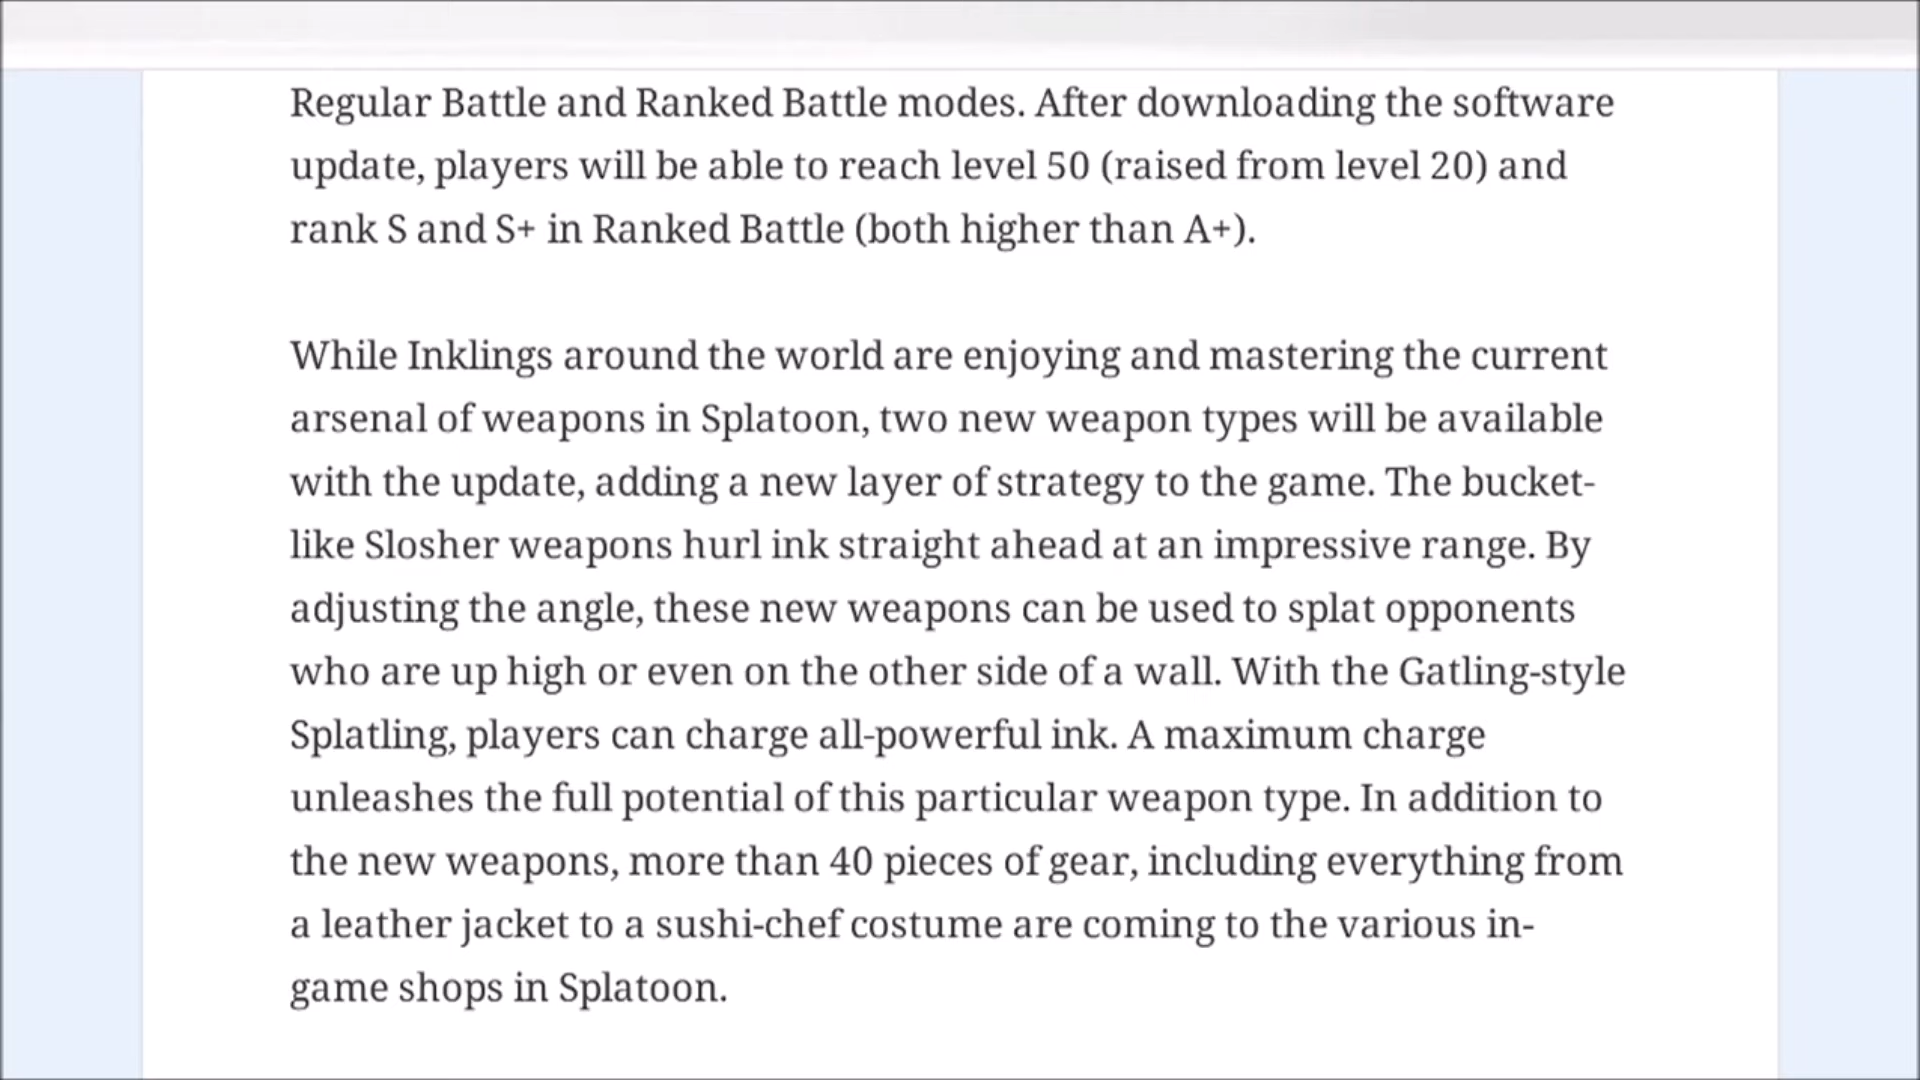 Regular Battle and Ranked Battle modes. After downloading the software
update, players will be able to reach level 50 (raised from level 20) and
rank S and S+ in Ranked Battle (both higher than A+).
While Inklings around the world are enjoying and mastering the current
arsenal of weapons in Splatoon, two new weapon types will be available
with the update, adding a new layer of strategy to the game. The bucket-
like Slosher weapons hurl ink straight ahead at an impressive range. By
adjusting the angle, these new weapons can be used to splat opponents
who are up high or even on the other side of a wall. With the Gatling-style
Splatling, players can charge all-powerful ink. A maximum charge
unleashes the full potential of this particular weapon type. In addition to
the new weapons, more than 40 pieces of gear, including everything from
a leather jacket to a sushi-chef costume are coming to the various in-
game shops in Splatoon.